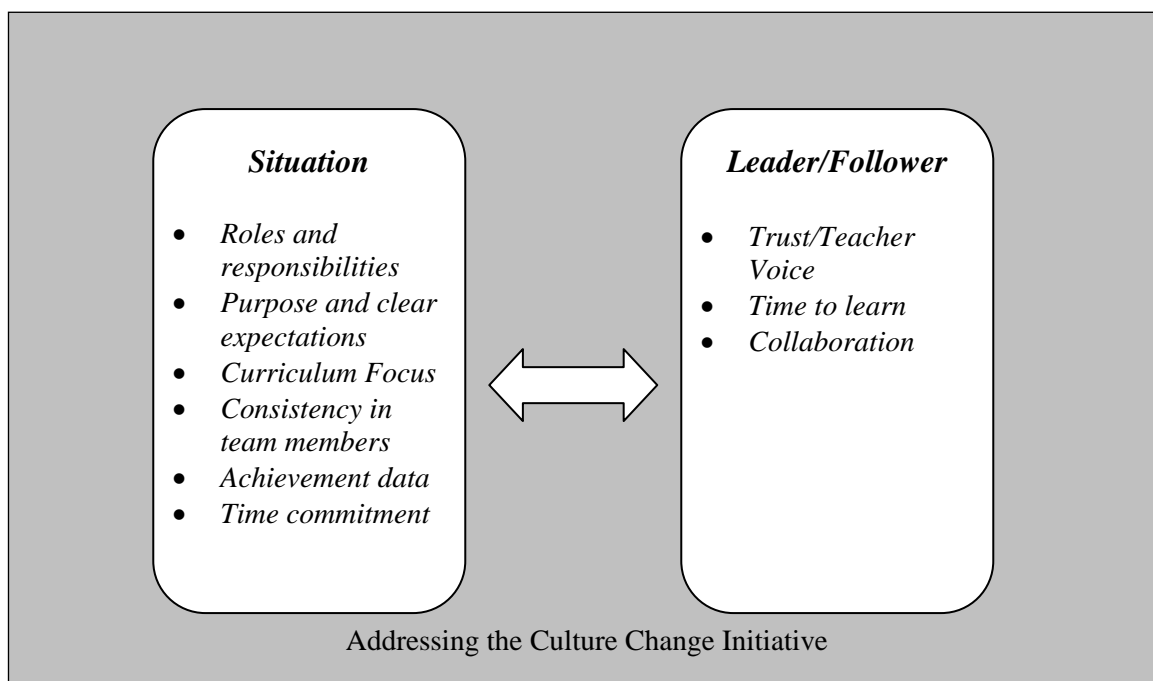 Situation
• Roles and
responsibilities
• Purpose and clear
expectations
• Curriculum Focus
• Consistency in
team members
• Achievement data
• Time commitment
Leader/Follower
• Trust/Teacher
Voice
• Time to learn
• Collaboration
Addressing the Culture Change Initiative